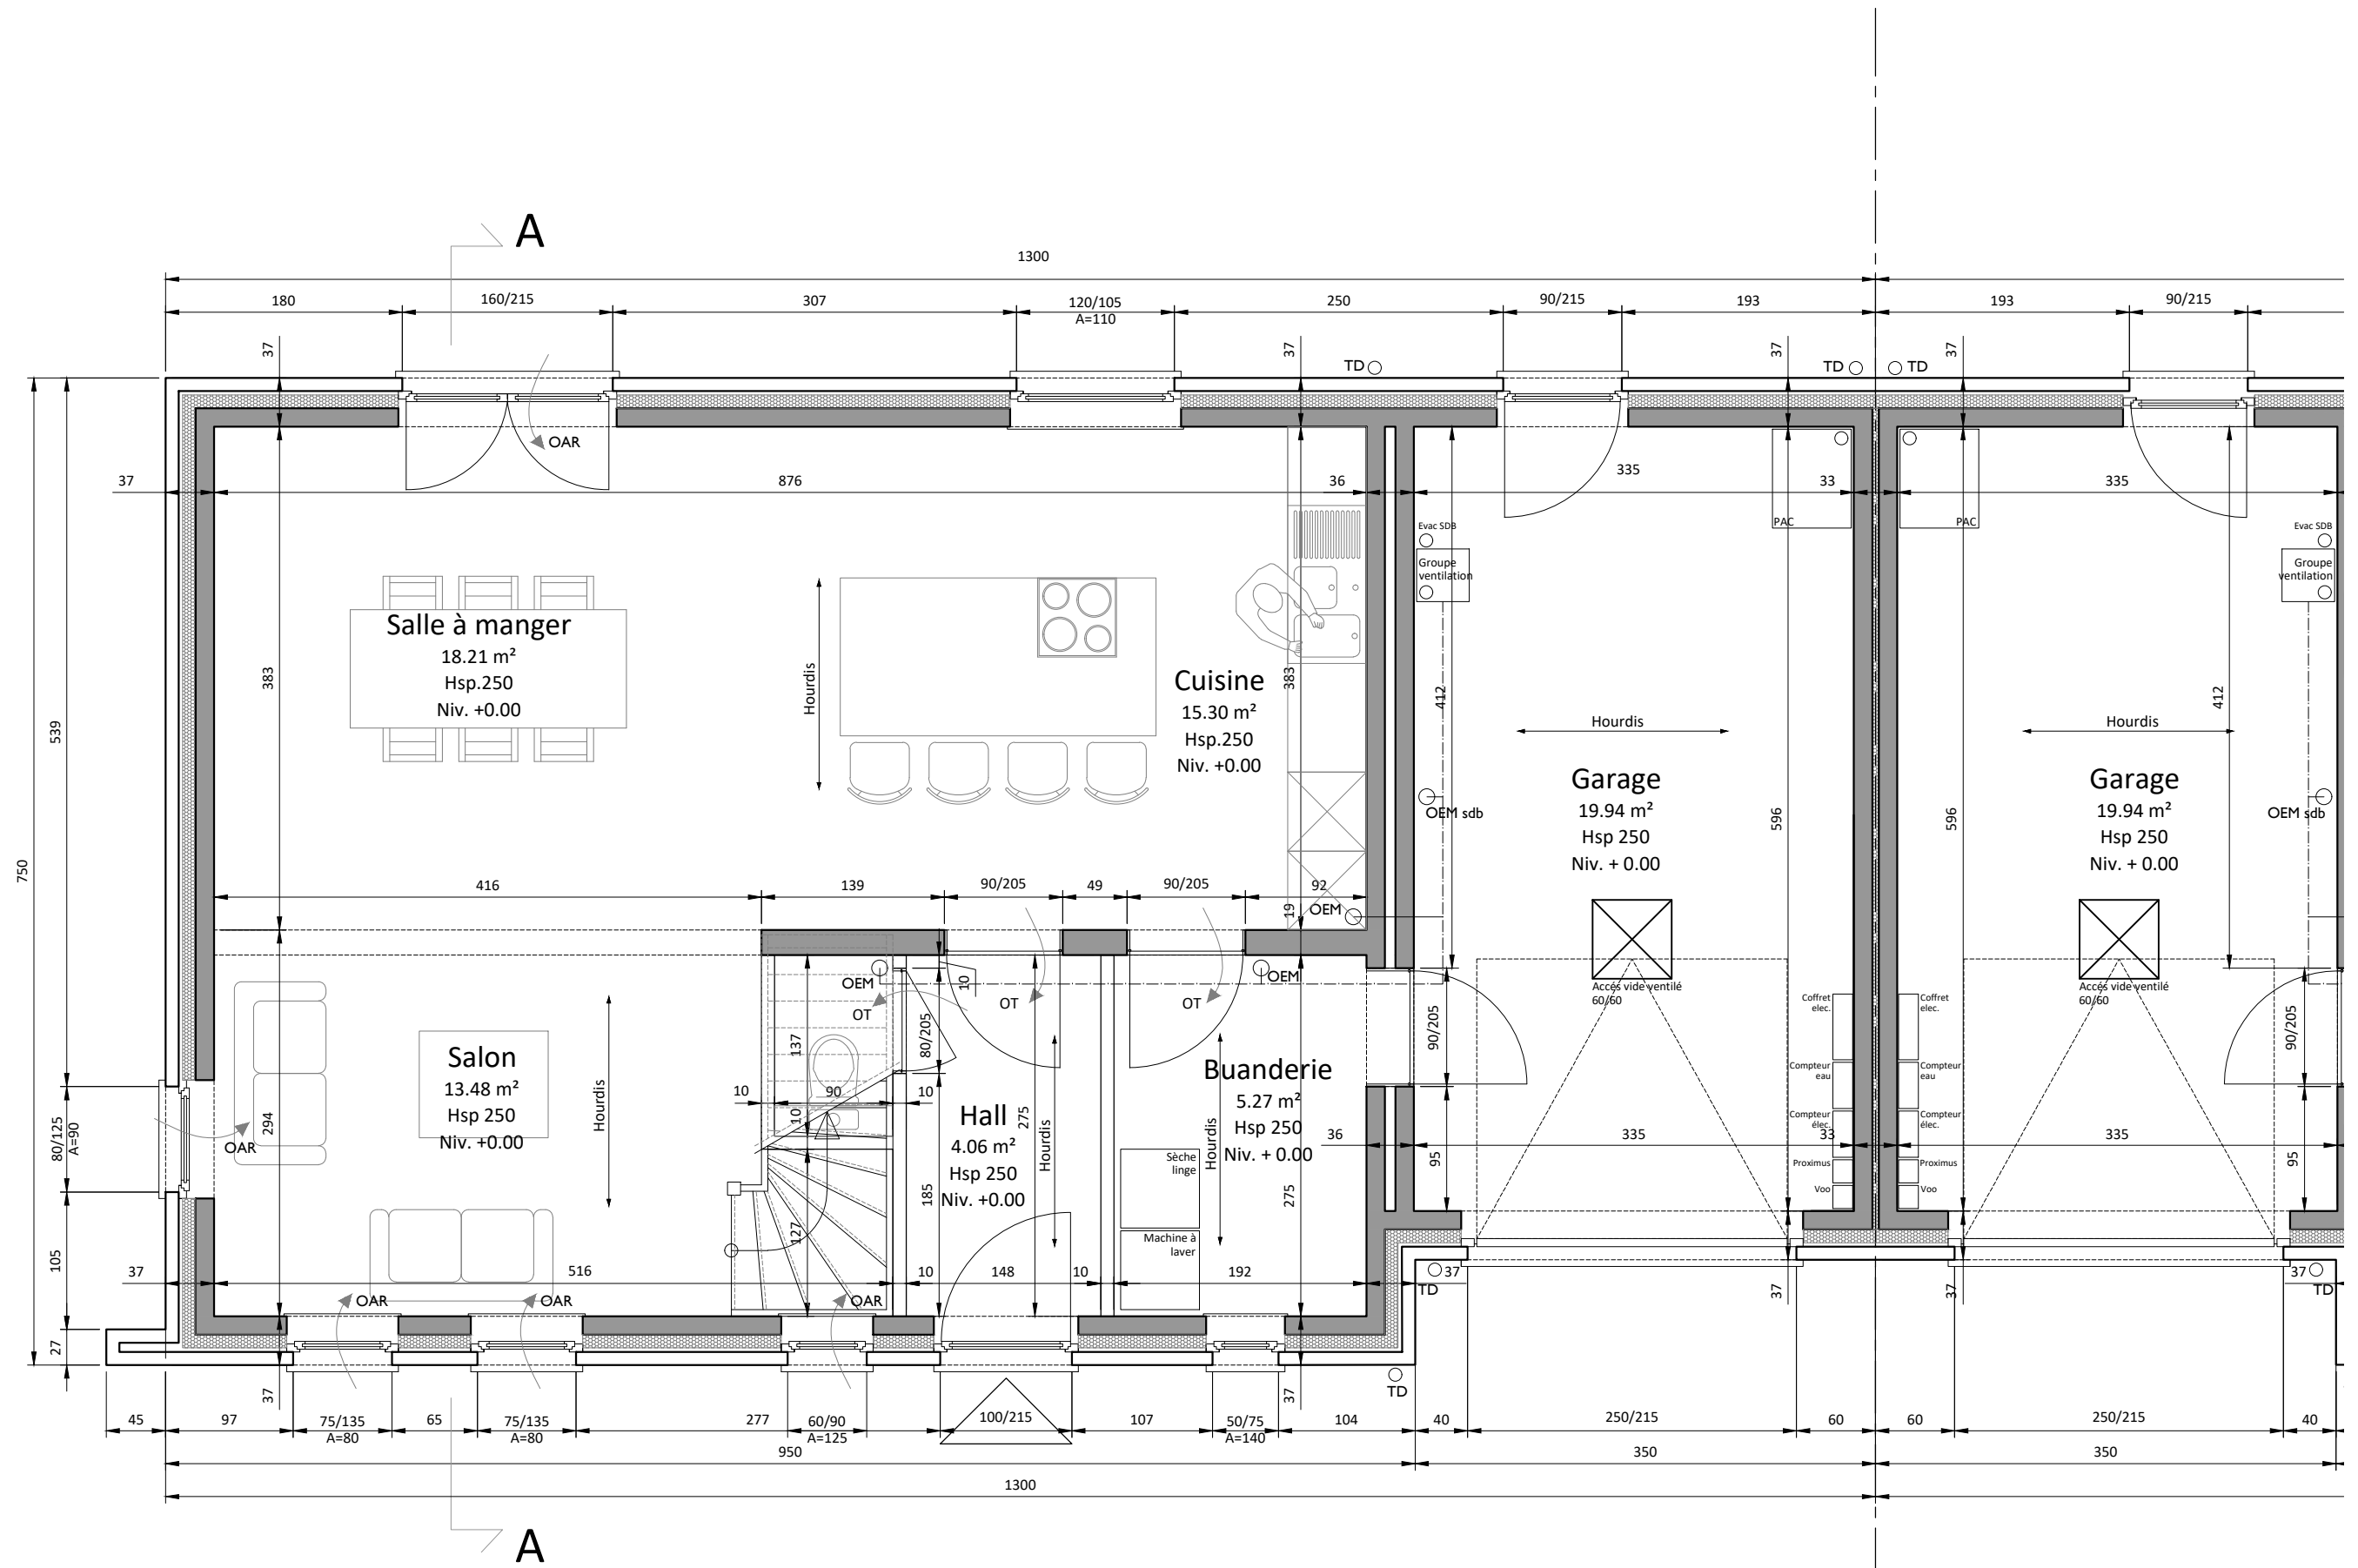 A
1300
180
160/215
307
120/105
A=110
250
90/215
193
193
90/215
37
37
37
37
TD
TD
TD
OAR
37
876
36
335
33
335
PAC
PAC
Evac SDB
Groupe
ventilation
Evac SDB
Groupe
ventilation
Salle à manger
18.21 m²
Hsp.250
Niv. +0.00
Hourdis
Cuisine
15.30 m²
Hsp.250
Niv. +0.00
383
383
412
412
539
750
Hourdis
Hourdis
Garage
19.94 m²
Hsp 250
Niv. + 0.00
Garage
19.94 m²
Hsp 250
Niv. + 0.00
596
596
OEM sdb
OEM sdb
416
139
90/205
49
90/205
92
19
OEM
OEM
OEM
OT
OT
OT
10
Accés vide ventilé
60/60
Accés vide ventilé
60/60
Coffret
elec.
Coffret
elec.
80/205
137
90/205
90/205
Salon
13.48 m²
Hsp 250
Niv. +0.00
Hourdis
294
10
90
10
10
Hall
4.06 m²
Hsp 250
Niv. +0.00
275
Hourdis
Buanderie
5.27 m²
Hsp 250
Niv. + 0.00
Hourdis
Compteur
eau
Compteur
eau
Compteur
élec.
Compteur
élec.
36
335
33
335
Proximus
Proximus
Voo
Voo
95
95
80/125
A=90
OAR
Sèche
linge
Machine à
laver
185
275
127
105
27
37
516
10
148
10
192
37
37
TD
TD
OAR
OAR
OAR
37
37
37
37
TD
45
97
75/135
A=80
65
75/135
A=80
277
60/90
A=125
100/215
107
50/75
A=140
104
40
250/215
60
60
250/215
40
950
350
350
1300
A